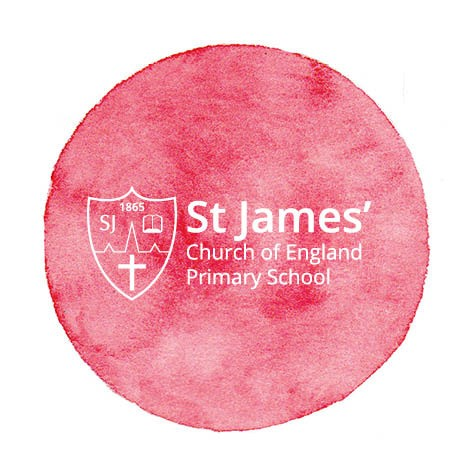 1865
SJ
St James’
Church of England
Primary School